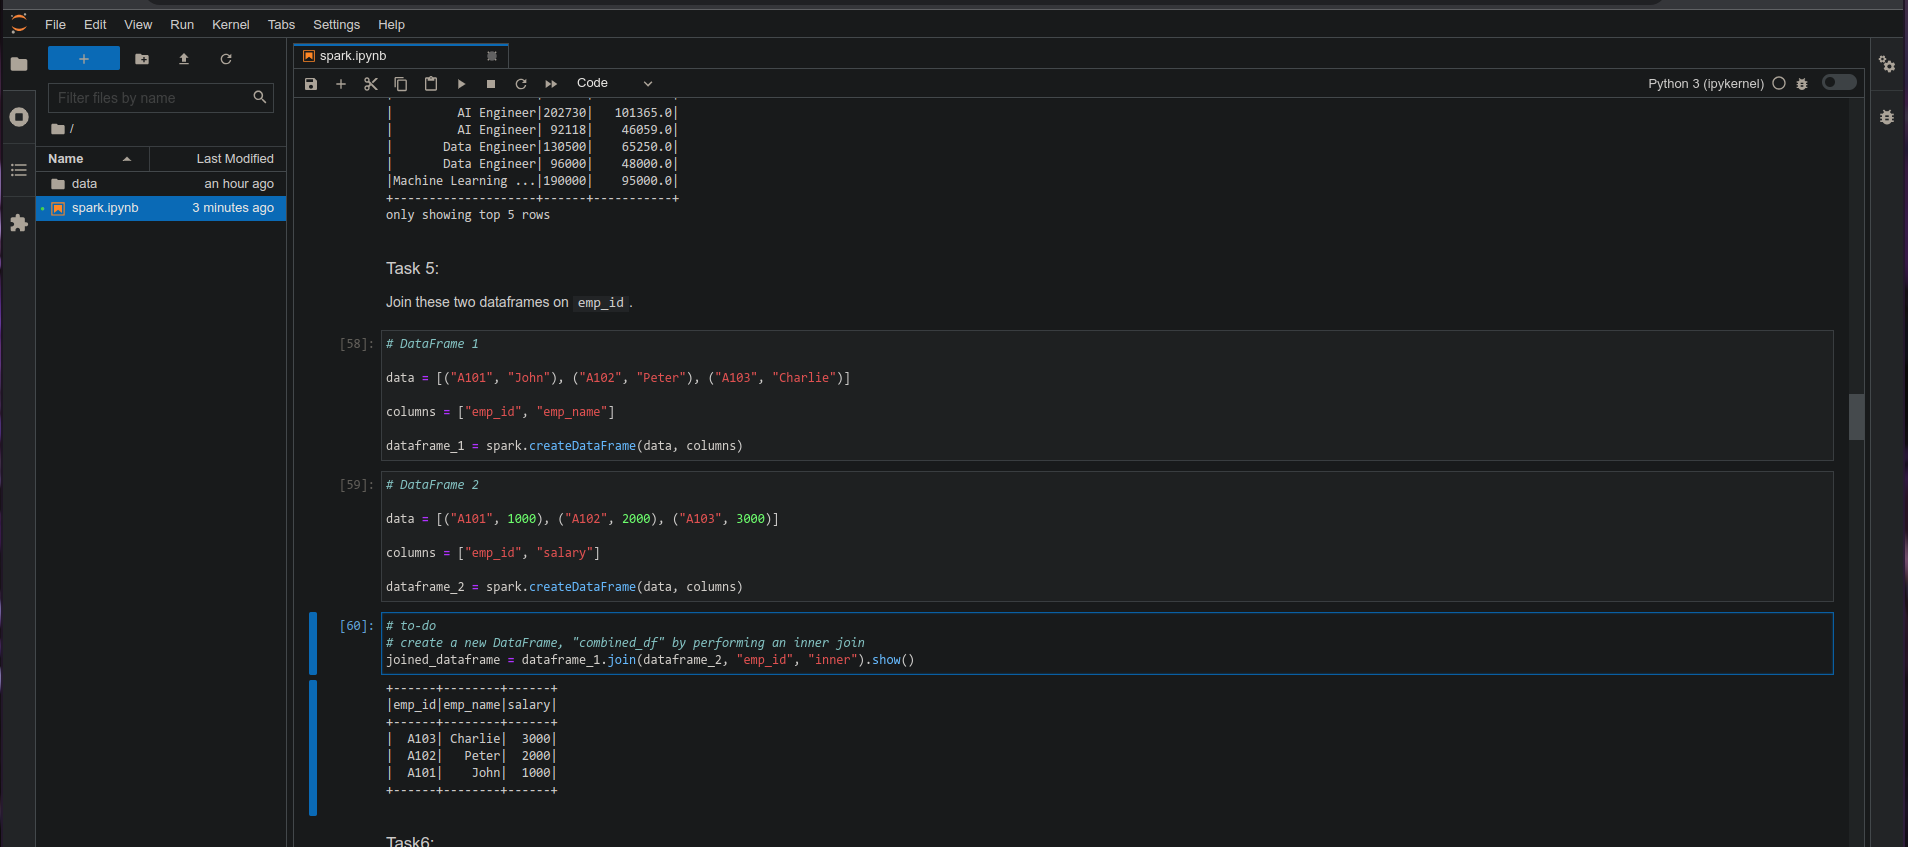 File Edit View Run Kernel Tabs Settings Help
spark.ipynb
Code
Python 3 (ipykernel)
Filter files by name
/
Name Last Modified
data an hour ago
spark.ipynb 3 minutes ago
| AI Engineer|202730| 101365.0|
| AI Engineer| 92118| 46059.0|
| Data Engineer|130500| 65250.0|
| Data Engineer| 96000| 48000.0|
|Machine Learning ...|190000| 95000.0|
+--------------------+------+-----------+
only showing top 5 rows
Task 5:
Join these two dataframes on emp_id .
[58]: # DataFrame 1
data = [("A101", "John"), ("A102", "Peter"), ("A103", "Charlie")]
columns = ["emp_id", "emp_name"]
dataframe_1 = spark.createDataFrame(data, columns)
[59]: # DataFrame 2
data = [("A101", 1000), ("A102", 2000), ("A103", 3000)]
columns = ["emp_id", "salary"]
dataframe_2 = spark.createDataFrame(data, columns)
[60]: # to-do
# create a new DataFrame, "combined_df" by performing an inner join
joined_dataframe = dataframe_1.join(dataframe_2, "emp_id", "inner").show()
+------+--------+------+
|emp_id|emp_name|salary|
+------+--------+------+
| A103| Charlie| 3000|
| A102| Peter| 2000|
| A101| John| 1000|
+------+--------+------+
Task6: